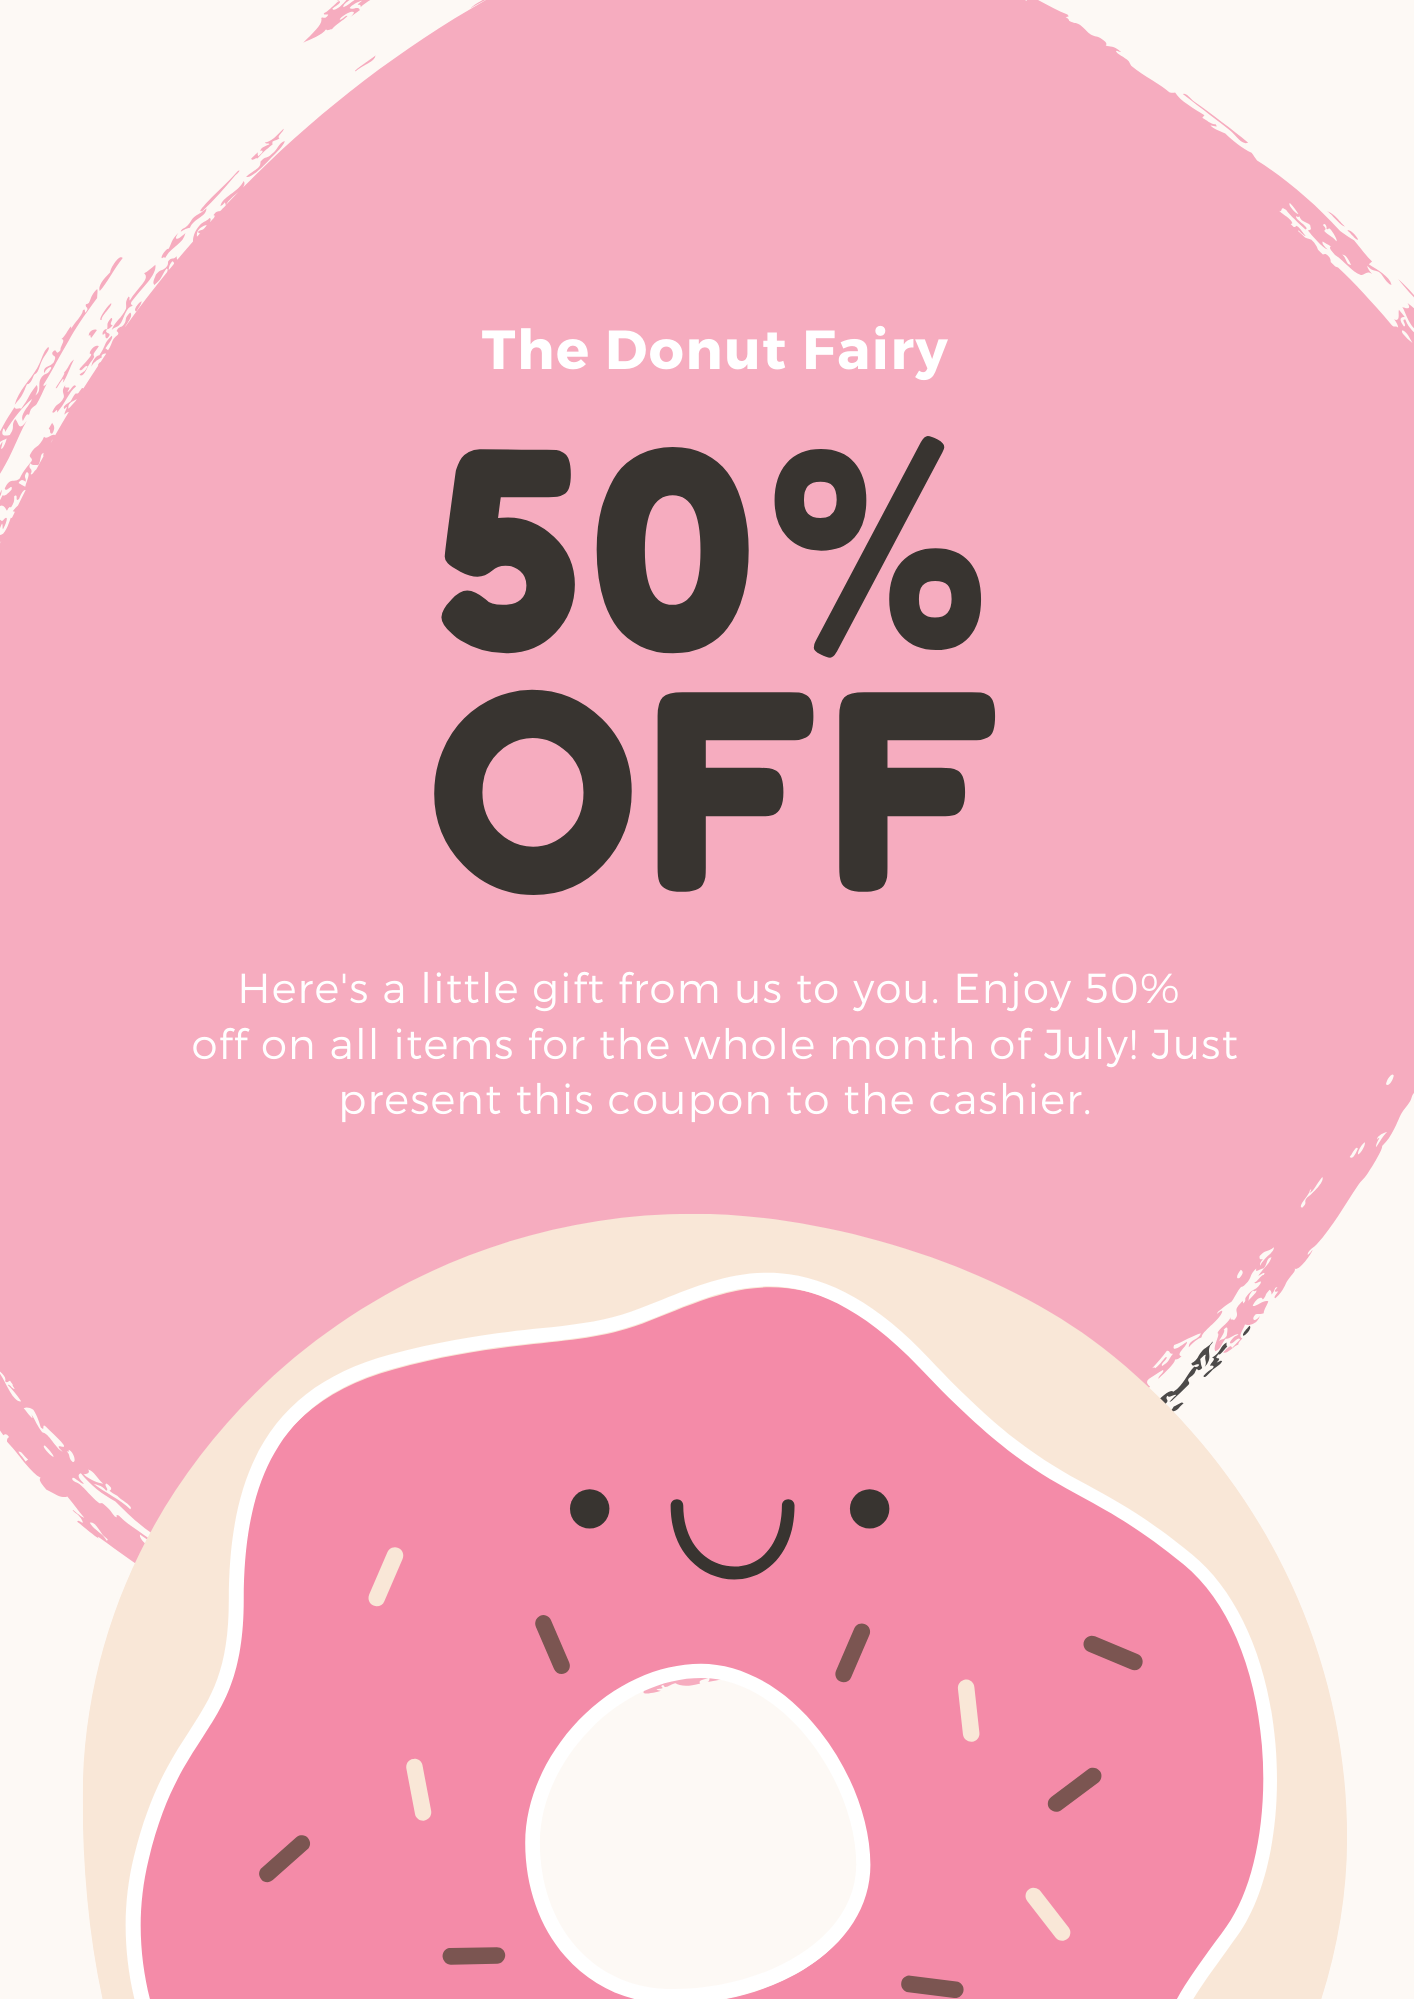 The Donut Fairy
50%
OFF
Here's a little gift from us to you. Enjoy 50%
off on all items for the whole month of July! Just
present this coupon to the cashier.